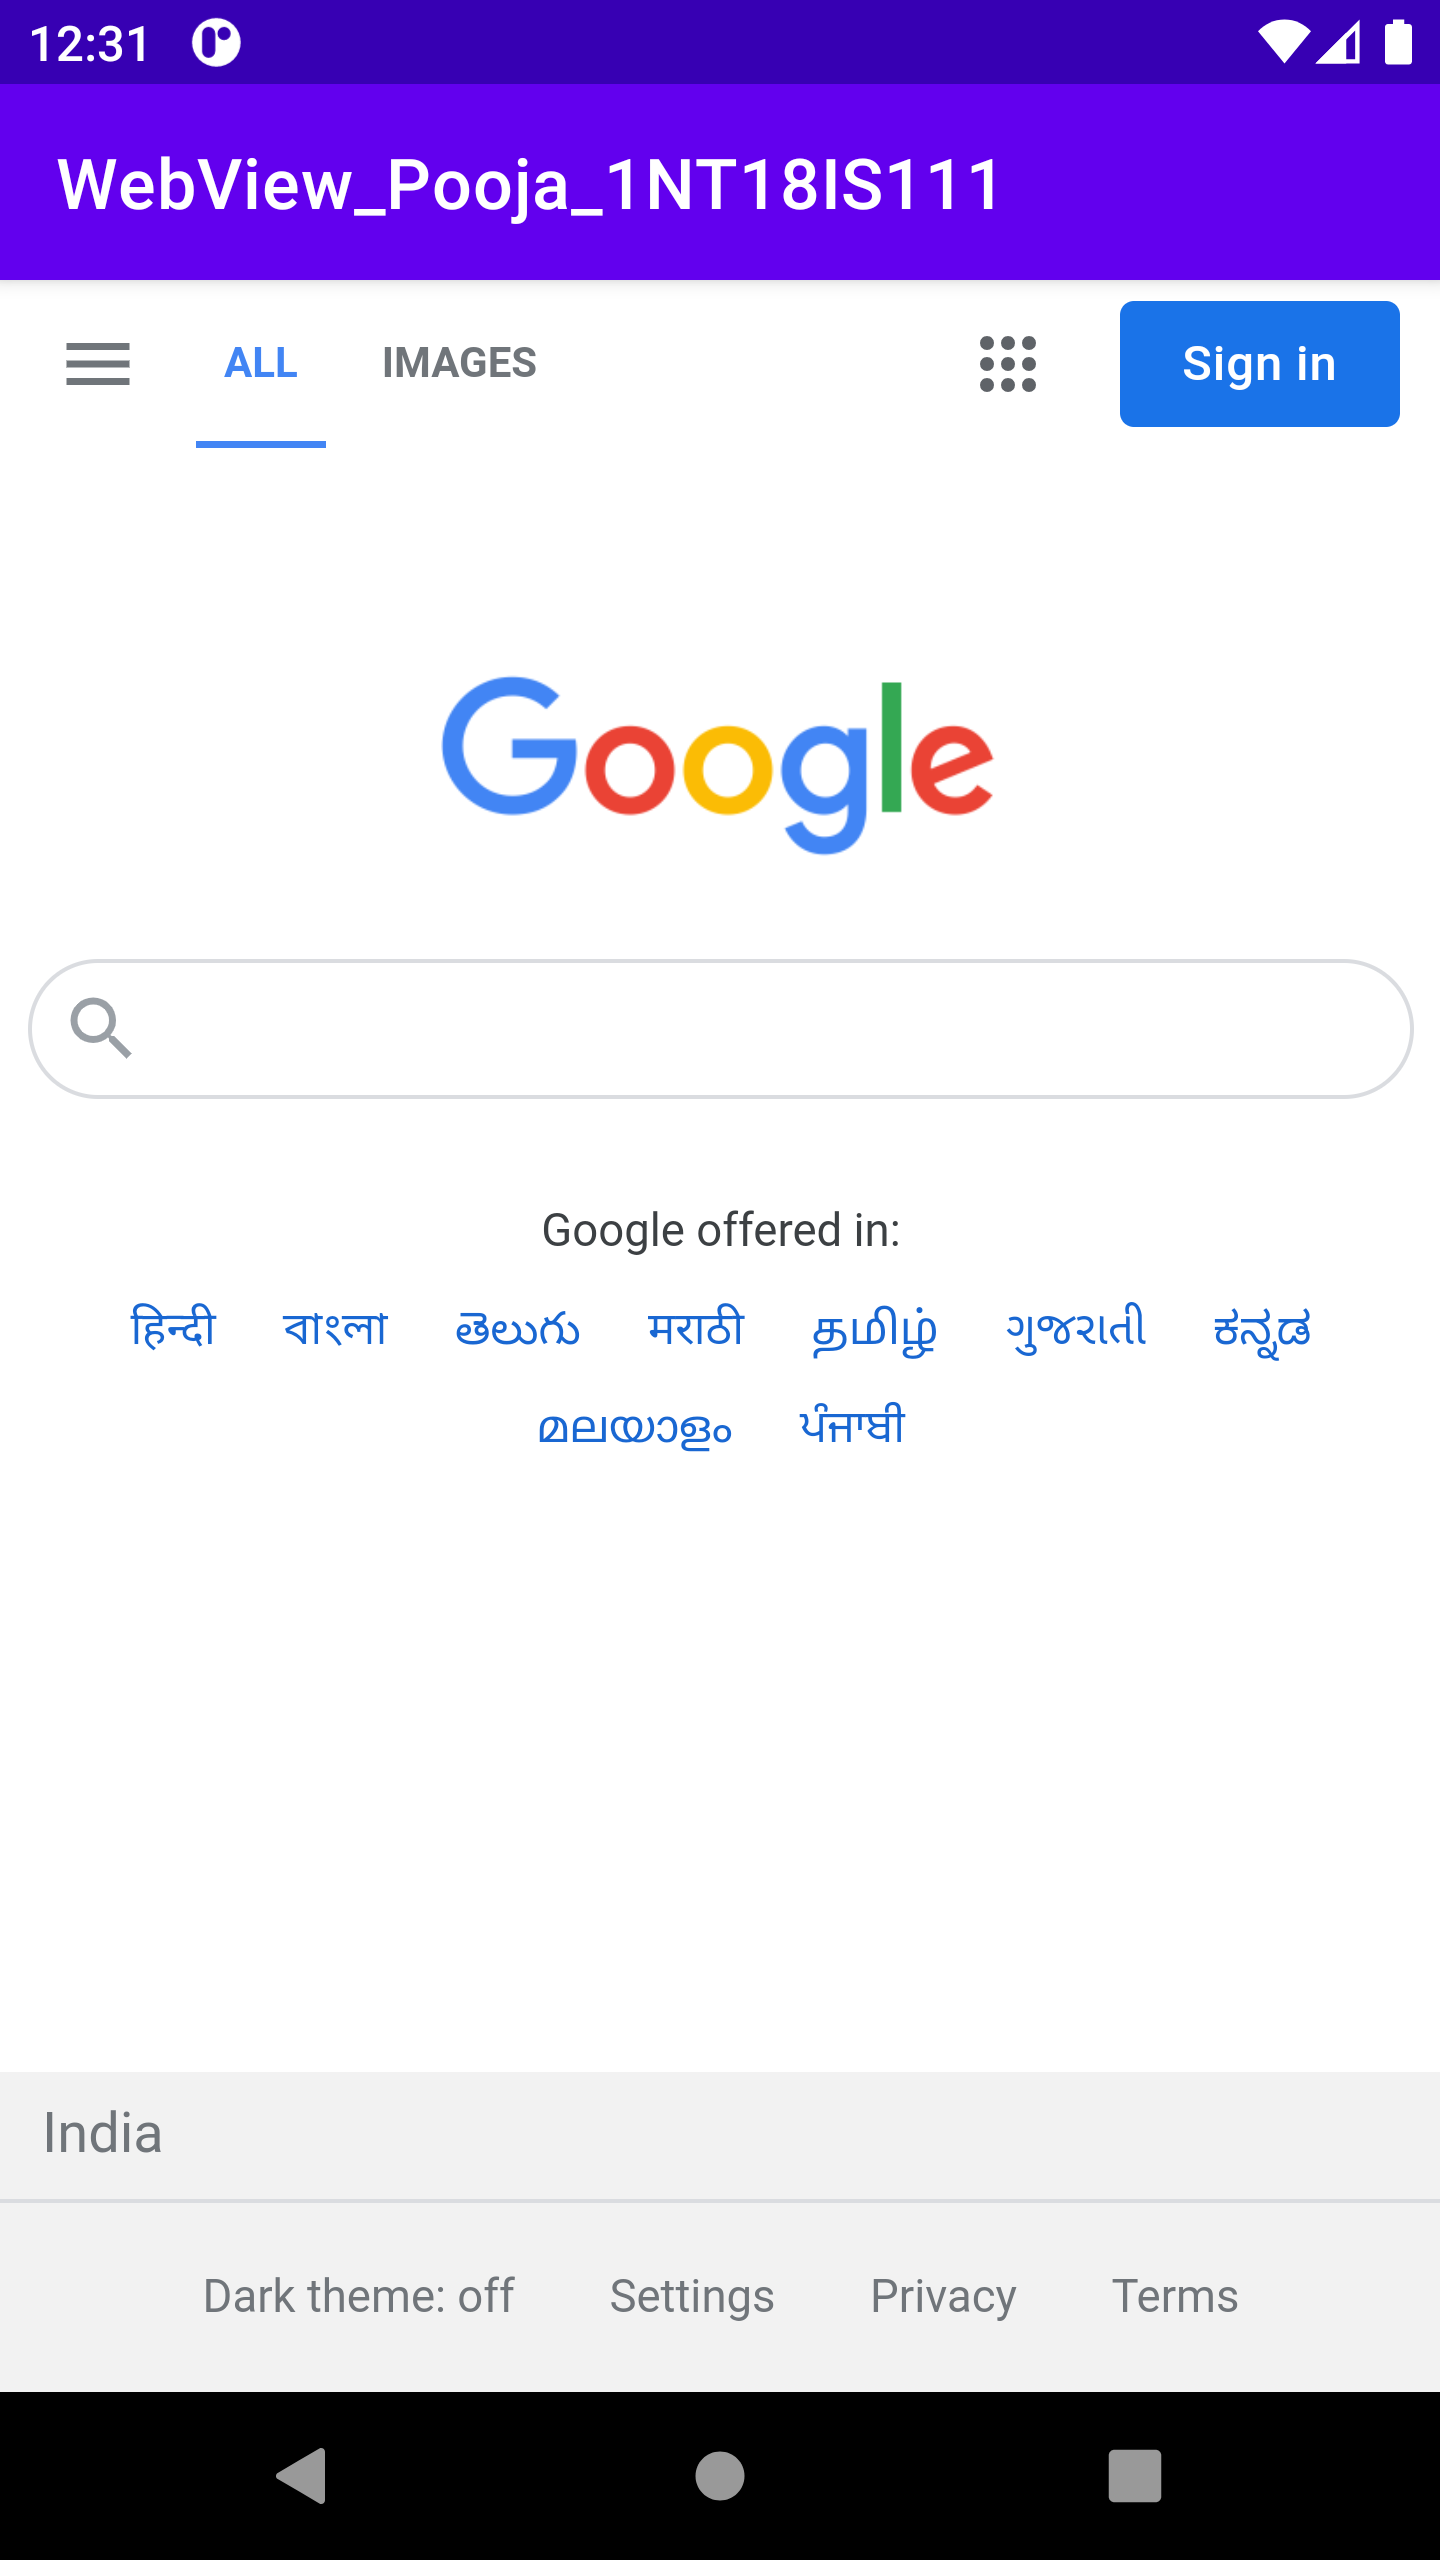 12:31
WebView_Pooja_1NT18IS111
ALL IMAGES Sign in
Google
Google offered in:
हिन्दी বাংলা తెలుగు मराठी தமிழ் ગુજરાતી ಕನ್ನಡ
മലയാളം ਪੰਜਾਬੀ
India
Dark theme: off Settings Privacy Terms